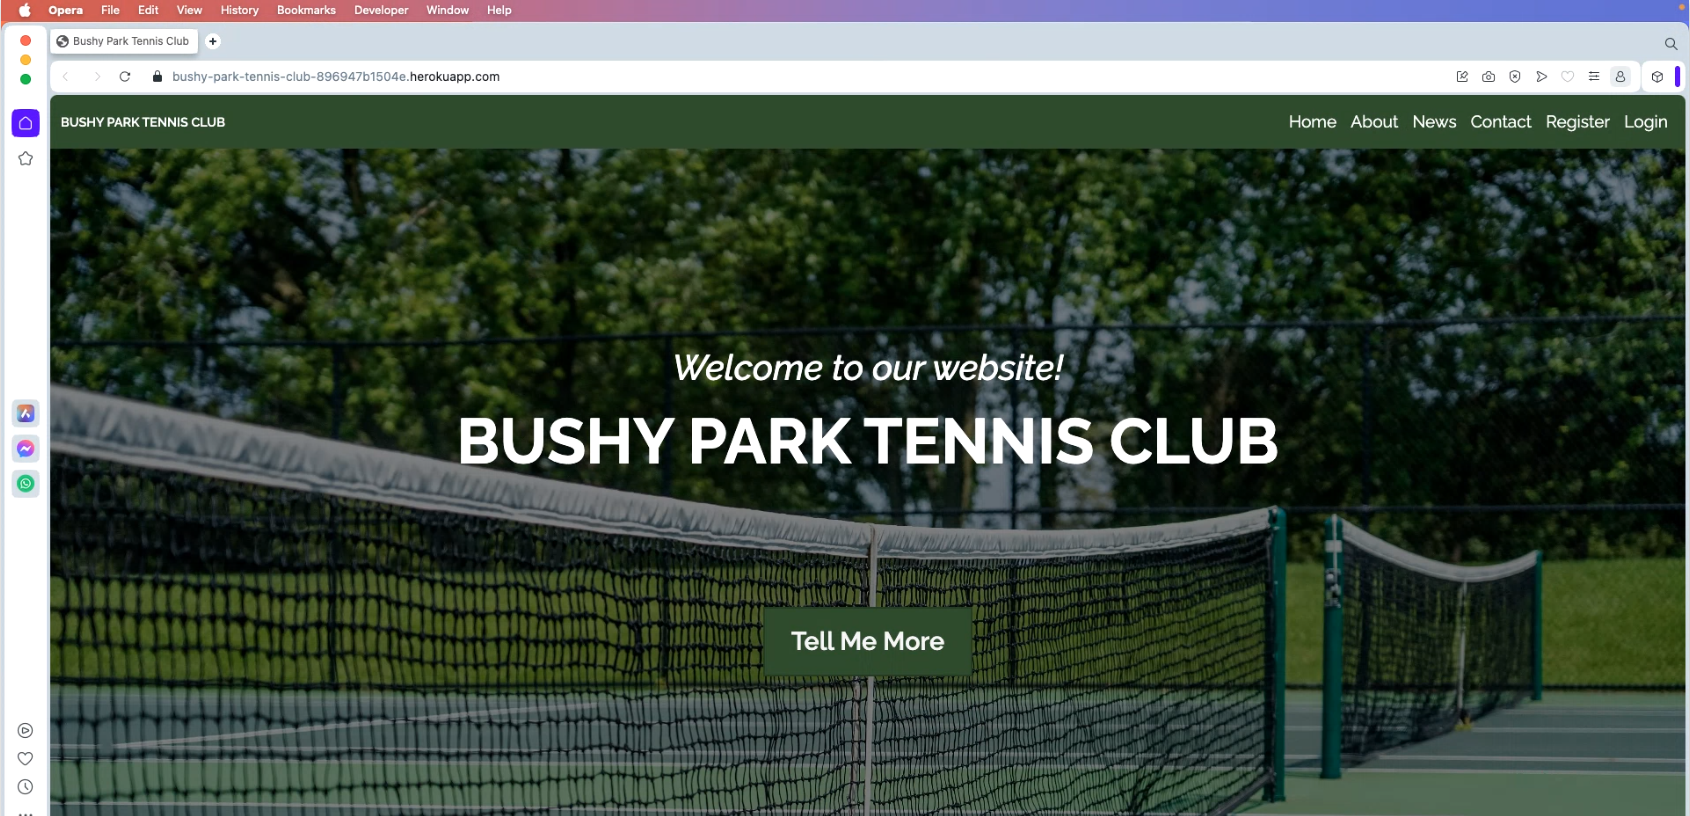 Opera File Edit View History Bookmarks Developer Window Help
Bushy Park Tennis Club
bushy-park-tennis-club-896947b1504e.herokuapp.com
BUSHY PARK TENNIS CLUB Home About News Contact Register Login
Welcome to our website!
BUSHY PARK TENNIS CLUB
Tell Me More